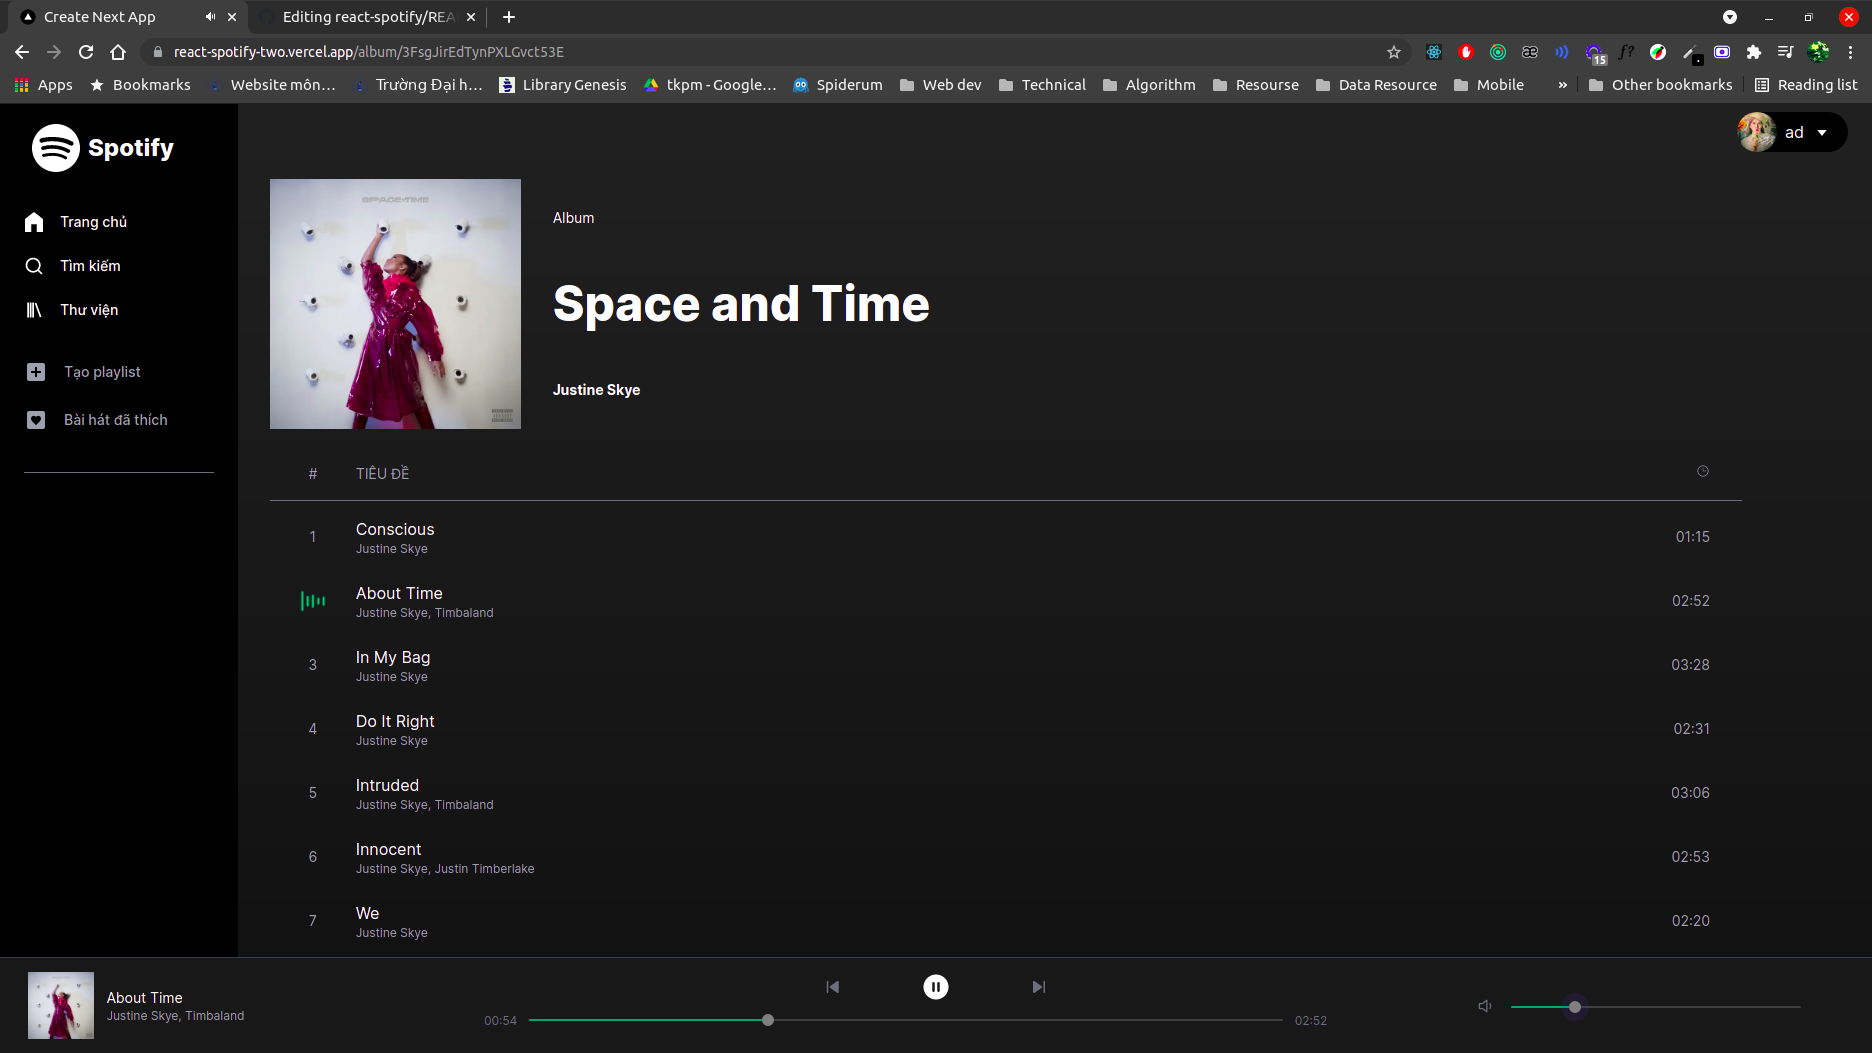 Create Next App
Editing react-spotify/REA
react-spotify-two.vercel.app/album/3FsgJirEdTynPXLGvct53E
15
f?
Apps
Bookmarks
Website môn...
Trường Đại h...
Library Genesis
tkpm - Google...
Spiderum
Web dev
Technical
Algorithm
Resourse
Data Resource
Mobile
»
Other bookmarks
Reading list
Spotify
ad
Trang chủ
Tìm kiếm
Thư viện
Tạo playlist
Bài hát đã thích
SPACE+TIME
Album
Space and Time
Justine Skye
# TIÊU ĐỀ
1 Conscious 01:15
Justine Skye
About Time 02:52
Justine Skye, Timbaland
3 In My Bag 03:28
Justine Skye
4 Do It Right 02:31
Justine Skye
5 Intruded 03:06
Justine Skye, Timbaland
6 Innocent 02:53
Justine Skye, Justin Timberlake
7 We 02:20
Justine Skye
About Time
Justine Skye, Timbaland
00:54
02:52